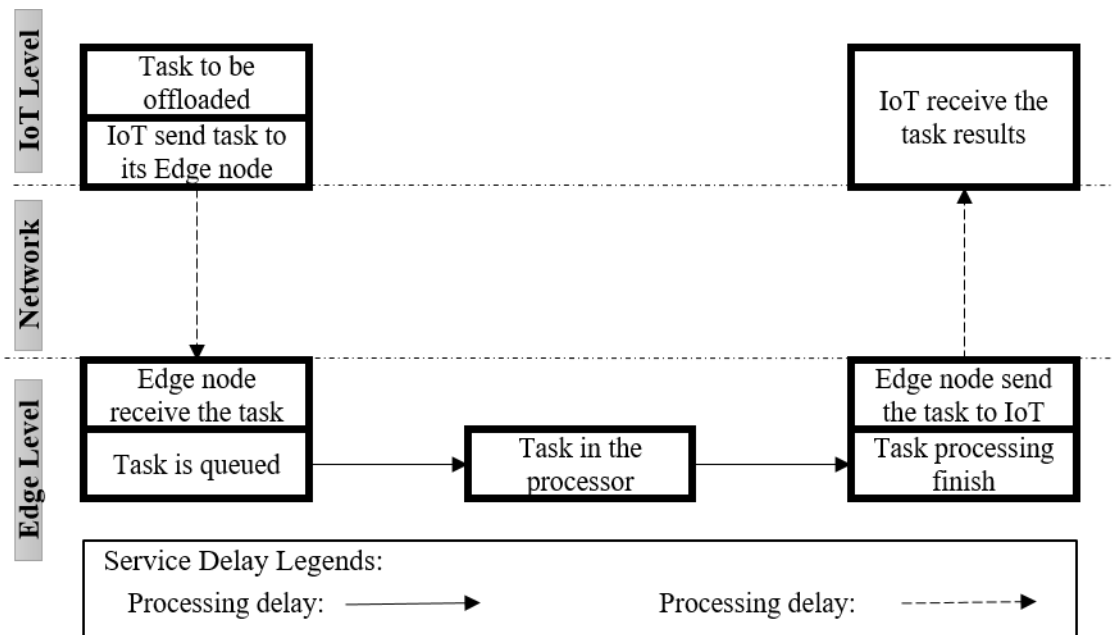 IoT Level
Task to be
offloaded
IoT send task to
its Edge node
IoT receive the
task results
Network
Edge Level
Edge node
receive the task
Task is queued
Task in the
processor
Edge node send
the task to IoT
Task processing
finish
Service Delay Legends:
Processing delay:
Processing delay: